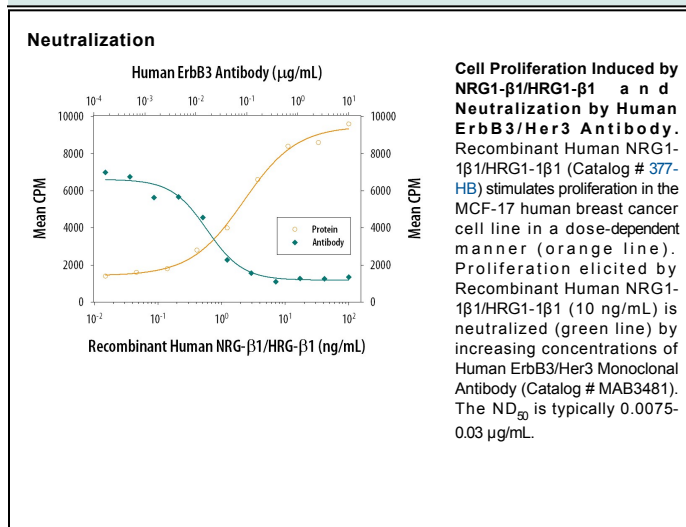 Neutralization
Human ErbB3 Antibody (μg/mL)
10-4 10-3 10-2 10-1 100 101
10000 10000
8000 8000
6000 6000
4000 4000
2000 2000
0 0
Mean CPM
Mean CPM
Protein
Antibody
10-2 10-1 100 101 102
Recombinant Human NRG-β1/HRG-β1 (ng/mL)
Cell Proliferation Induced by
NRG1-β1/HRG1-β1 and
Neutralization by Human
ErbB3/Her3 Antibody.
Recombinant Human NRG1-
1β1/HRG1-1β1 (Catalog # 377-
HB) stimulates proliferation in the
MCF-17 human breast cancer
cell line in a dose-dependent
manner (orange line).
Proliferation elicited by
Recombinant Human NRG1-
1β1/HRG1-1β1 (10 ng/mL) is
neutralized (green line) by
increasing concentrations of
Human ErbB3/Her3 Monoclonal
Antibody (Catalog # MAB3481).
The ND50 is typically 0.0075-
0.03 μg/mL.